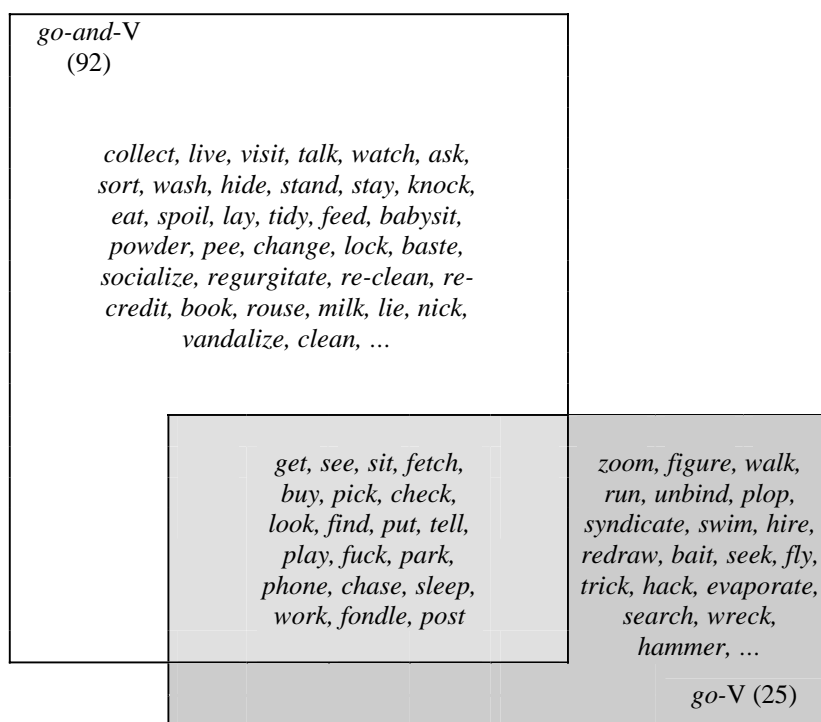 go-and-V
(92)
collect, live, visit, talk, watch, ask,
sort, wash, hide, stand, stay, knock,
eat, spoil, lay, tidy, feed, babysit,
powder, pee, change, lock, baste,
socialize, regurgitate, re-clean, re-
credit, book, rouse, milk, lie, nick,
vandalize, clean, …
get, see, sit, fetch,
buy, pick, check,
look, find, put, tell,
play, fuck, park,
phone, chase, sleep,
work, fondle, post
zoom, figure, walk,
run, unbind, plop,
syndicate, swim, hire,
redraw, bait, seek, fly,
trick, hack, evaporate,
search, wreck,
hammer, …
go-V (25)